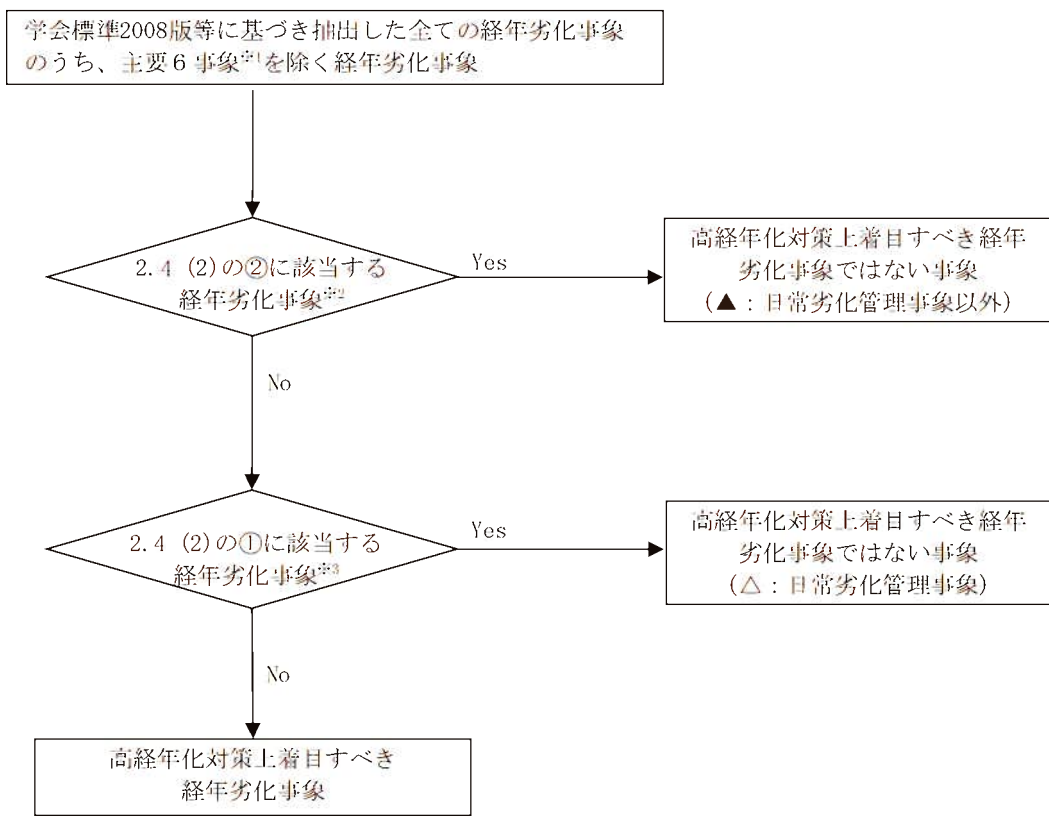 学会標準2008版等に基づき抽出した全ての経年劣化事象
のうち、主要6事象※1を除く経年劣化事象
2.4 (2)の②に該当する
経年劣化事象※2
Yes
高経年化対策上着目すべき経年
劣化事象ではない事象
(▲：日常劣化管理事象以外)
No
2.4 (2)の①に該当する
経年劣化事象※3
Yes
高経年化対策上着目すべき経年
劣化事象ではない事象
(△：日常劣化管理事象)
No
高経年化対策上着目すべき
経年劣化事象